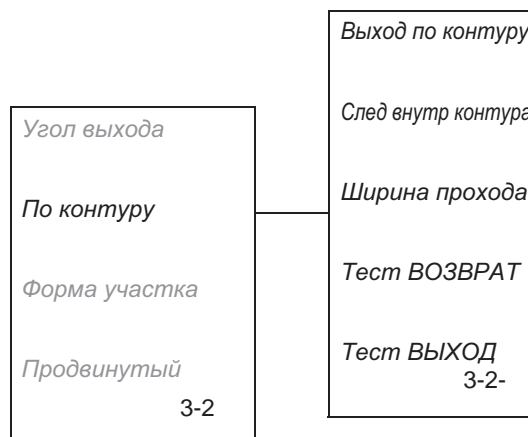 Угол выхода
По контуру
Форма участка
Продвинутый
3-2
Выход по контуру
След внутр контура
Ширина прохода
Тест ВОЗВРАТ
Тест ВЫХОД
3-2-